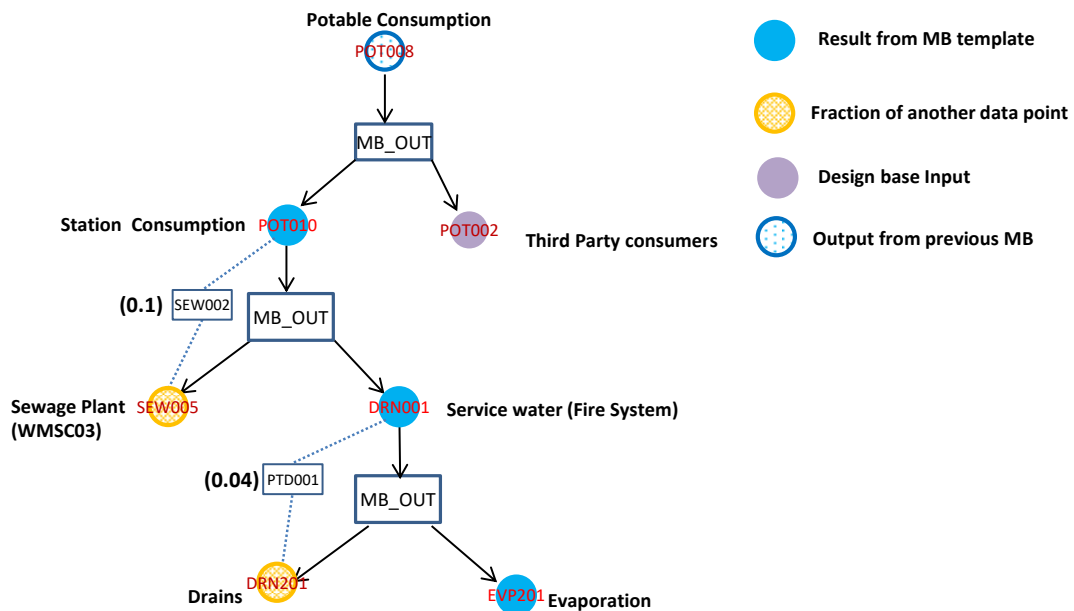 Potable Consumption
POT008
Result from MB template
Fraction of another data point
MB_OUT
Design base Input
Station Consumption
POT010
POT002
Third Party consumers
Output from previous MB
(0.1)
SEW002
MB_OUT
Sewage Plant
(WMSC03)
SEW005
DRN001
Service water (Fire System)
(0.04)
PTD001
MB_OUT
Drains
DRN201
EVP201
Evaporation